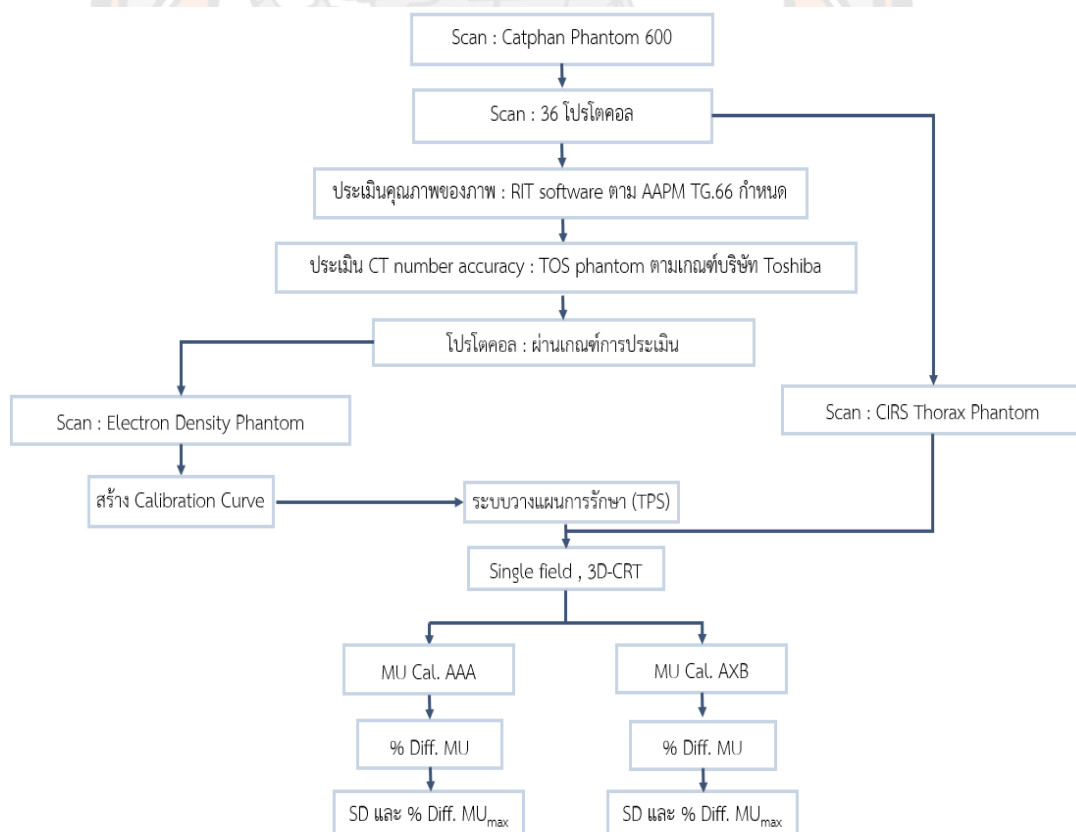 Scan : Catphan Phantom 600
Scan : 36 โปรโตคอล
ประเมินคุณภาพของภาพ : RIT software ตาม AAPM TG.66 กำหนด
ประเมิน CT number accuracy : TOS phantom ตามเกณฑ์บริษัท Toshiba
โปรโตคอล : ผ่านเกณฑ์การประเมิน
Scan : Electron Density Phantom
Scan : CIRS Thorax Phantom
สร้าง Calibration Curve
ระบบวางแผนการรักษา (TPS)
Single field , 3D-CRT
MU Cal. AAA
MU Cal. AXB
% Diff. MU
% Diff. MU
SD และ % Diff. MUmax
SD และ % Diff. MUmax